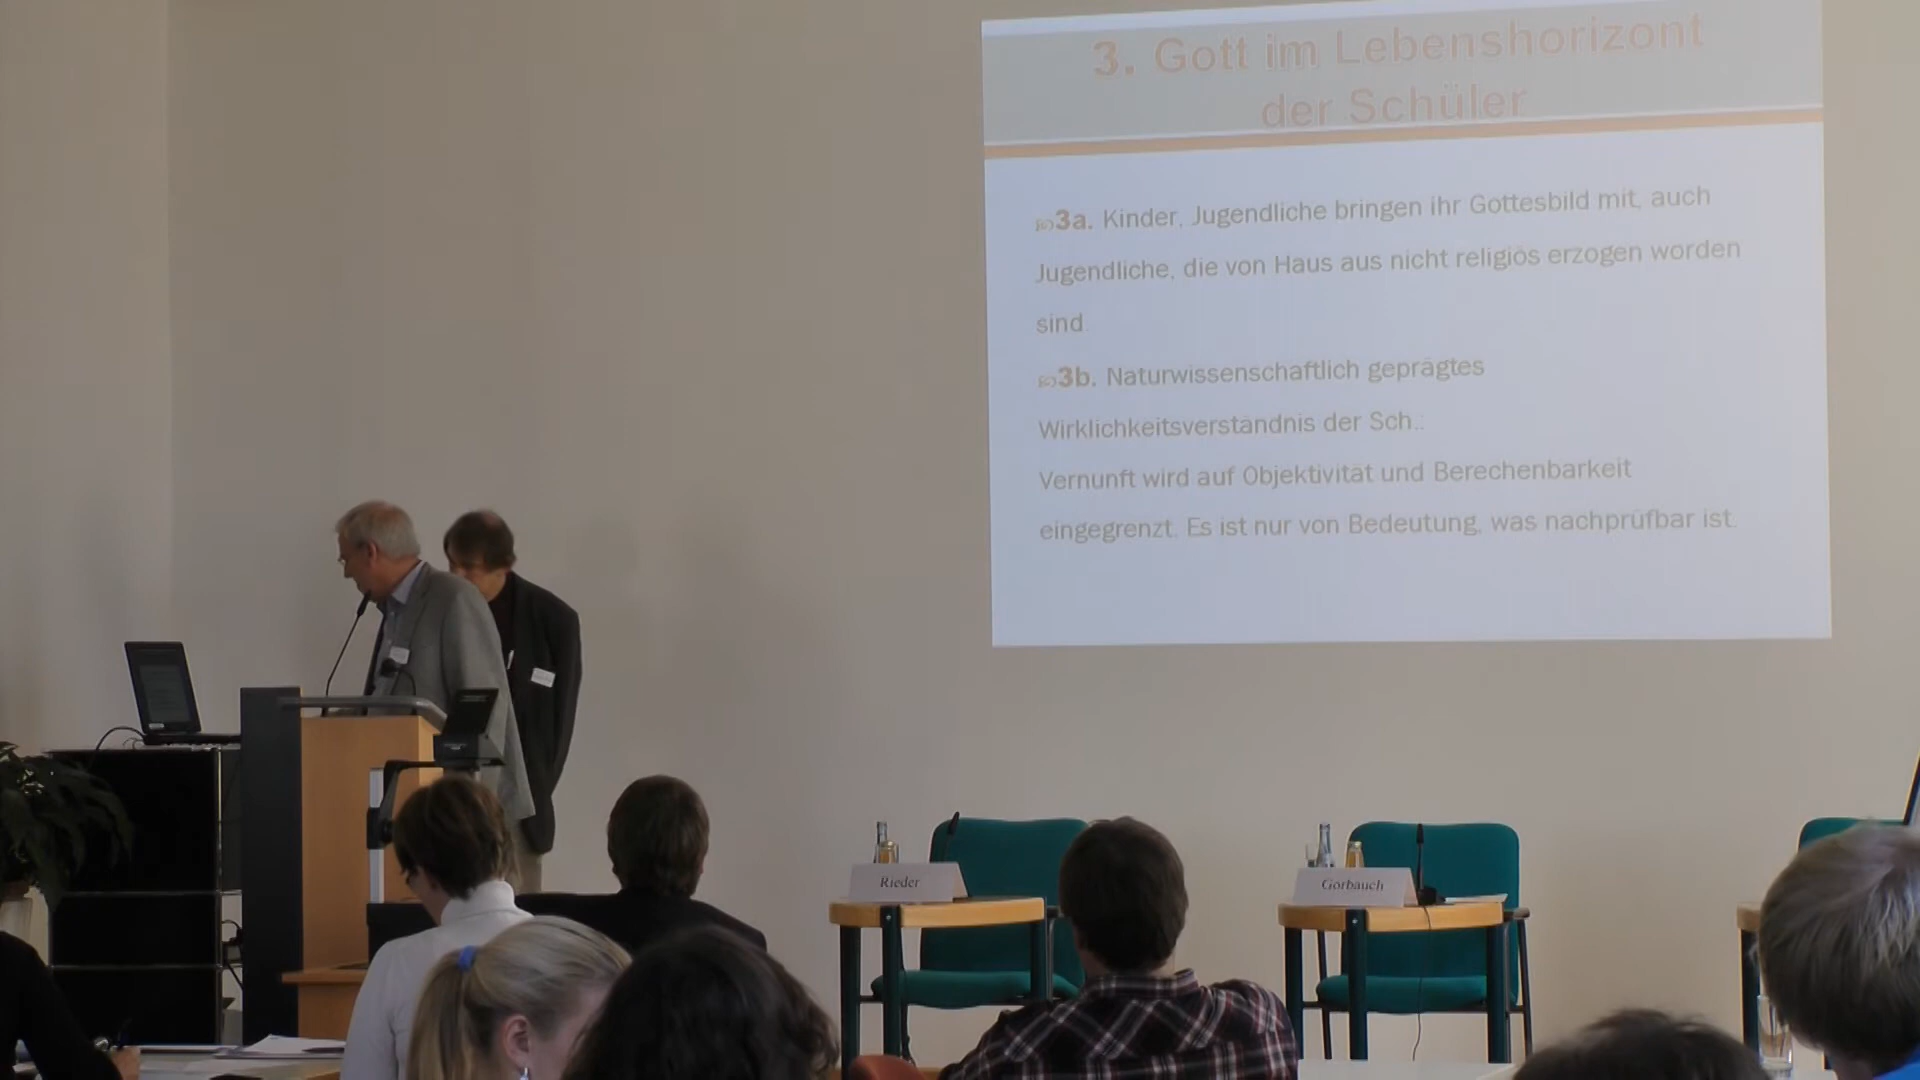 3. Gott im Lebenshorizont
der Schüler
3a. Kinder, Jugendliche bringen ihr Gottesbild mit, auch
Jugendliche, die von Haus aus nicht religiös erzogen worden
sind.
3b. Naturwissenschaftlich geprägtes
Wirklichkeitsverständnis der Sch.:
Vernunft wird auf Objektivität und Berechenbarkeit
eingegrenzt. Es ist nur von Bedeutung, was nachprüfbar ist.
Rieder
Gorbauch